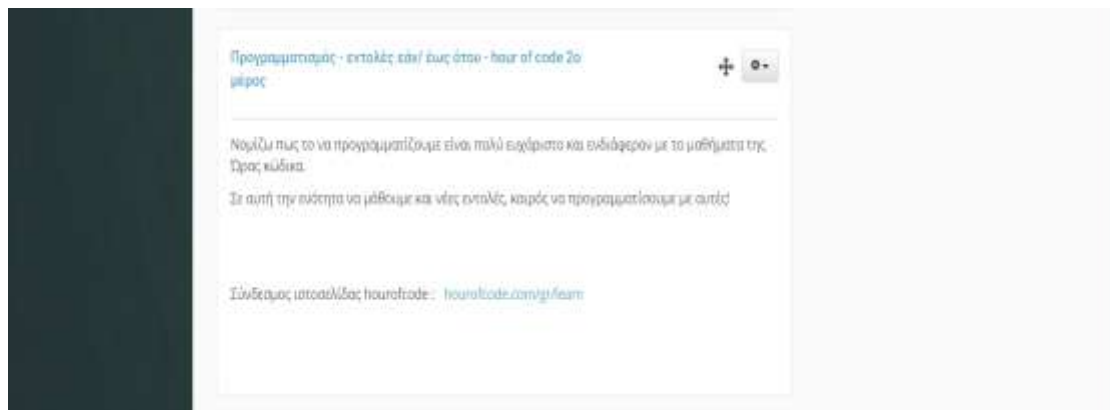 Προγραμματισμός - εντολές εάν/ έως ότου - hour of code 2ο
μέρος
Νομίζω πως το να προγραμματίζουμε είναι πολύ ευχάριστο και ενδιάφερον με τα μαθήματα της
Ώρας κώδικα.
Σε αυτή την ενότητα να μάθουμε και νέες εντολές, καιρός να προγραμματίσουμε με αυτές!
Σύνδεσμος ιστοσελίδας hourofcode : hourofcode.com/gr/learn